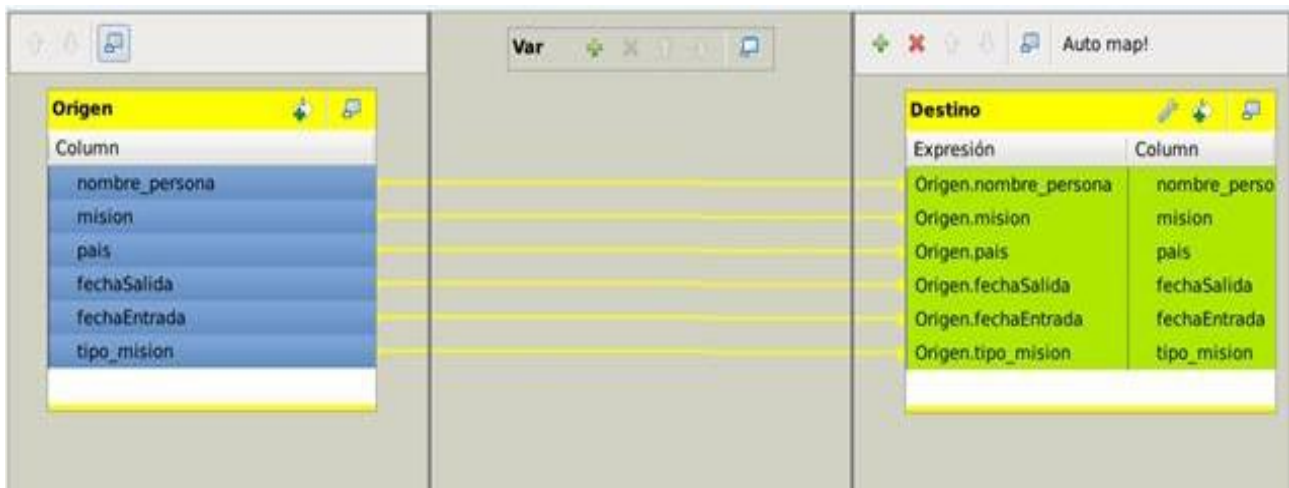 Var
Auto map!
Origen
Column
nombre_persona
mision
pais
fechaSalida
fechaEntrada
tipo_mision
Destino
Expresión Column
Origen.nombre_persona nombre_perso
Origen.mision mision
Origen.pais pais
Origen.fechaSalida fechaSalida
Origen.fechaEntrada fechaEntrada
Origen.tipo_mision tipo_mision